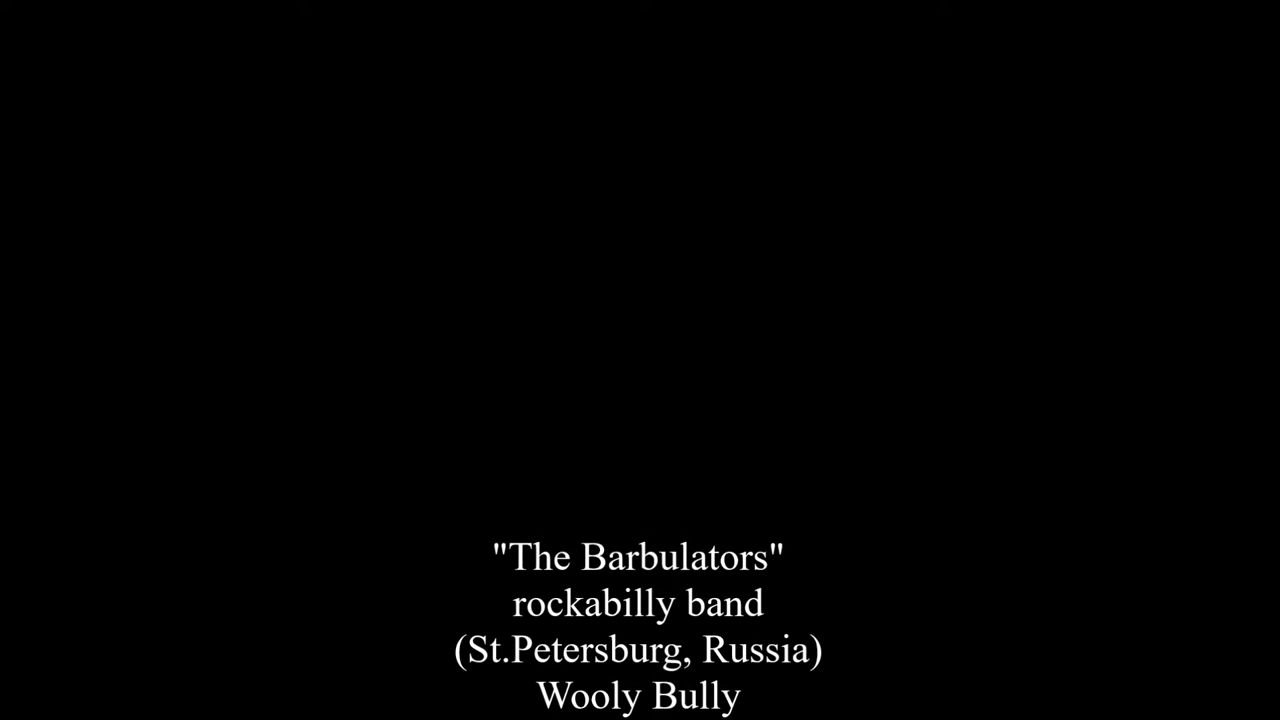 "The Barbulators"
rockabilly band
(St.Petersburg, Russia)
Wooly Bully